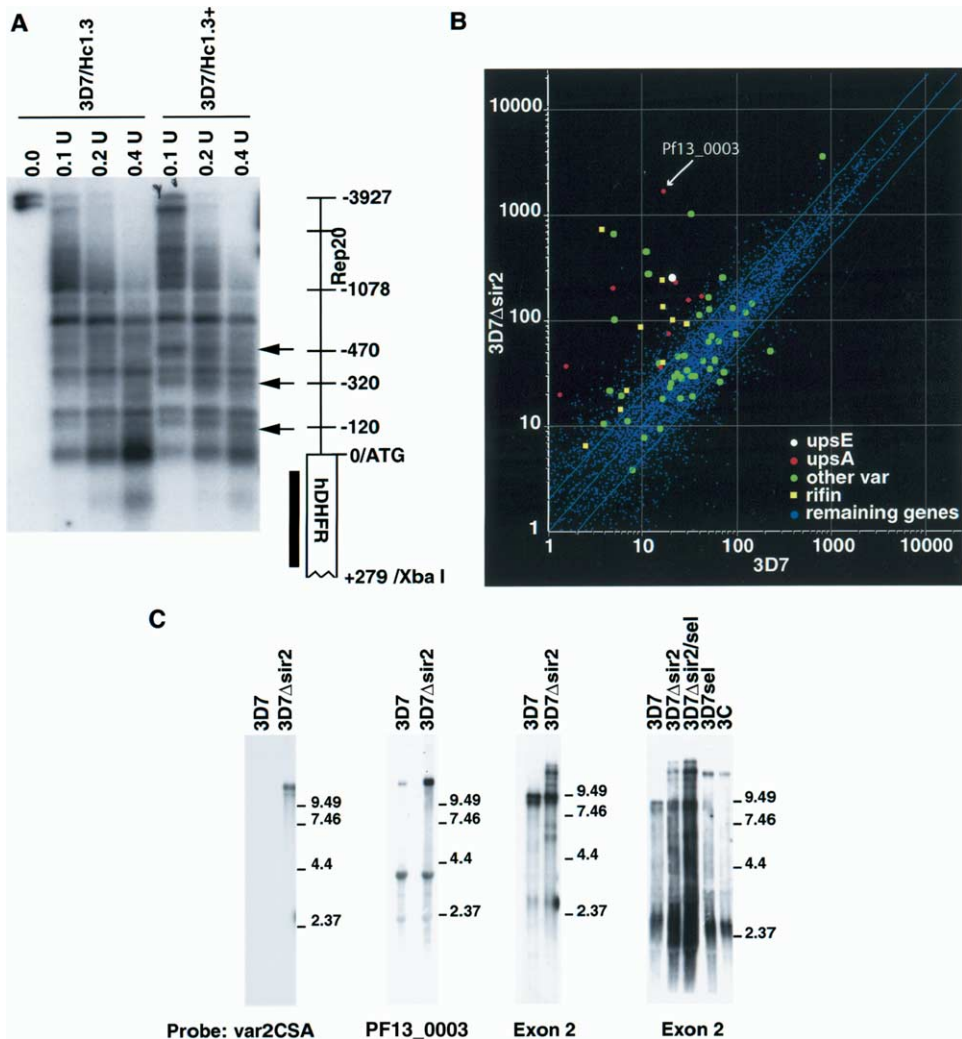 A
3D7/Hc1.3
3D7/Hc1.3+
0.0
0.1 U
0.2 U
0.4 U
0.1 U
0.2 U
0.4 U
-3927
Rep20
-1078
-470
-320
-120
0/ATG
hDHFR
+279 /Xba I
B
3D7Δsir2
10000
1000
100
10
1
Pf13_0003
upsE
upsA
other var
rifin
remaining genes
1
10
100
1000
10000
3D7
C
3D7
3D7Δsir2
9.49
7.46
4.4
2.37
Probe: var2CSA
3D7
3D7Δsir2
9.49
7.46
4.4
2.37
PF13_0003
3D7
3D7Δsir2
9.49
7.46
4.4
2.37
Exon 2
3D7
3D7Δsir2
3D7Δsir2/sel
3D7sel
3C
9.49
7.46
4.4
2.37
Exon 2